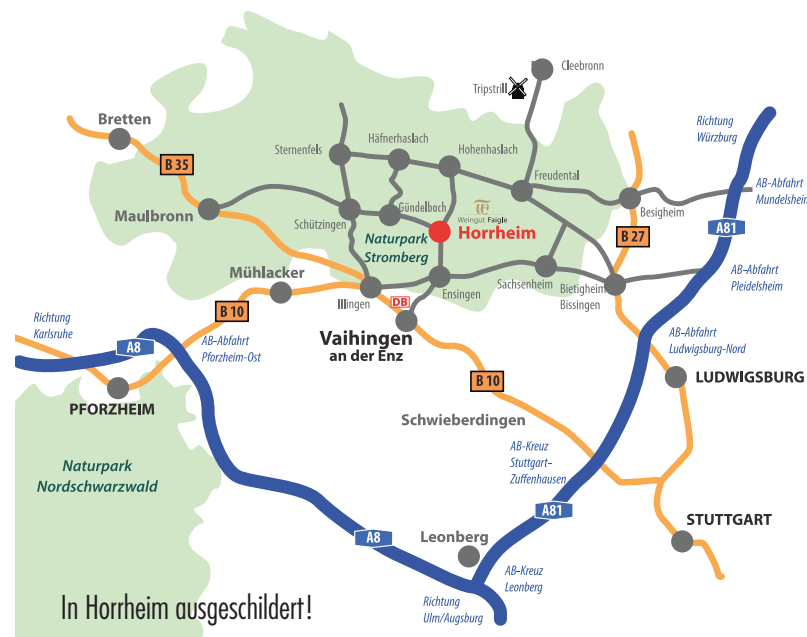 Cleebronn
Tripstrill
Richtung
Würzburg
Bretten
B 35
Häfnerhaslach
Hohenhaslach
Sternenfels
Freudental
AB-Abfahrt
Mundelsheim
Maulbronn
Schützingen
Gündelbach
Weingut Faigle
Horrheim
Besigheim
A81
B 27
Naturpark
Stromberg
Mühlacker
Illingen
DB
Ensingen
Sachsenheim
Bietigheim
Bissingen
AB-Abfahrt
Pleidelsheim
Richtung
Karlsruhe
B 10
A8
AB-Abfahrt
Pforzheim-Ost
Vaihingen
an der Enz
AB-Abfahrt
Ludwigsburg-Nord
PFORZHEIM
B 10
LUDWIGSBURG
Schwieberdingen
Naturpark
Nordschwarzwald
AB-Kreuz
Stuttgart–
Zuffenhausen
A81
A8
Leonberg
STUTTGART
AB-Kreuz
Leonberg
Richtung
Ulm/Augsburg
In Horrheim ausgeschildert!